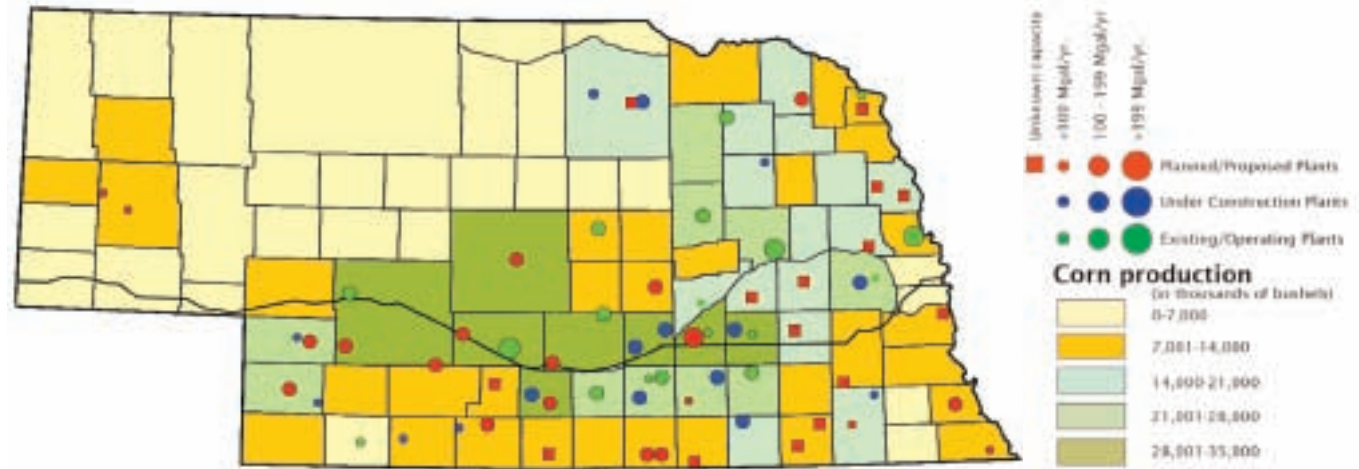 Unknown capacity
<100 Mgal/yr.
100 - 199 Mgal/yr
>199 Mgal/yr.
Planned/Proposed Plants
Under Construction Plants
Existing/Operating Plants
Corn production
(in thousands of bushels)
0-7,000
7,001-14,000
14,000-21,000
21,001-28,000
28,001-35,000